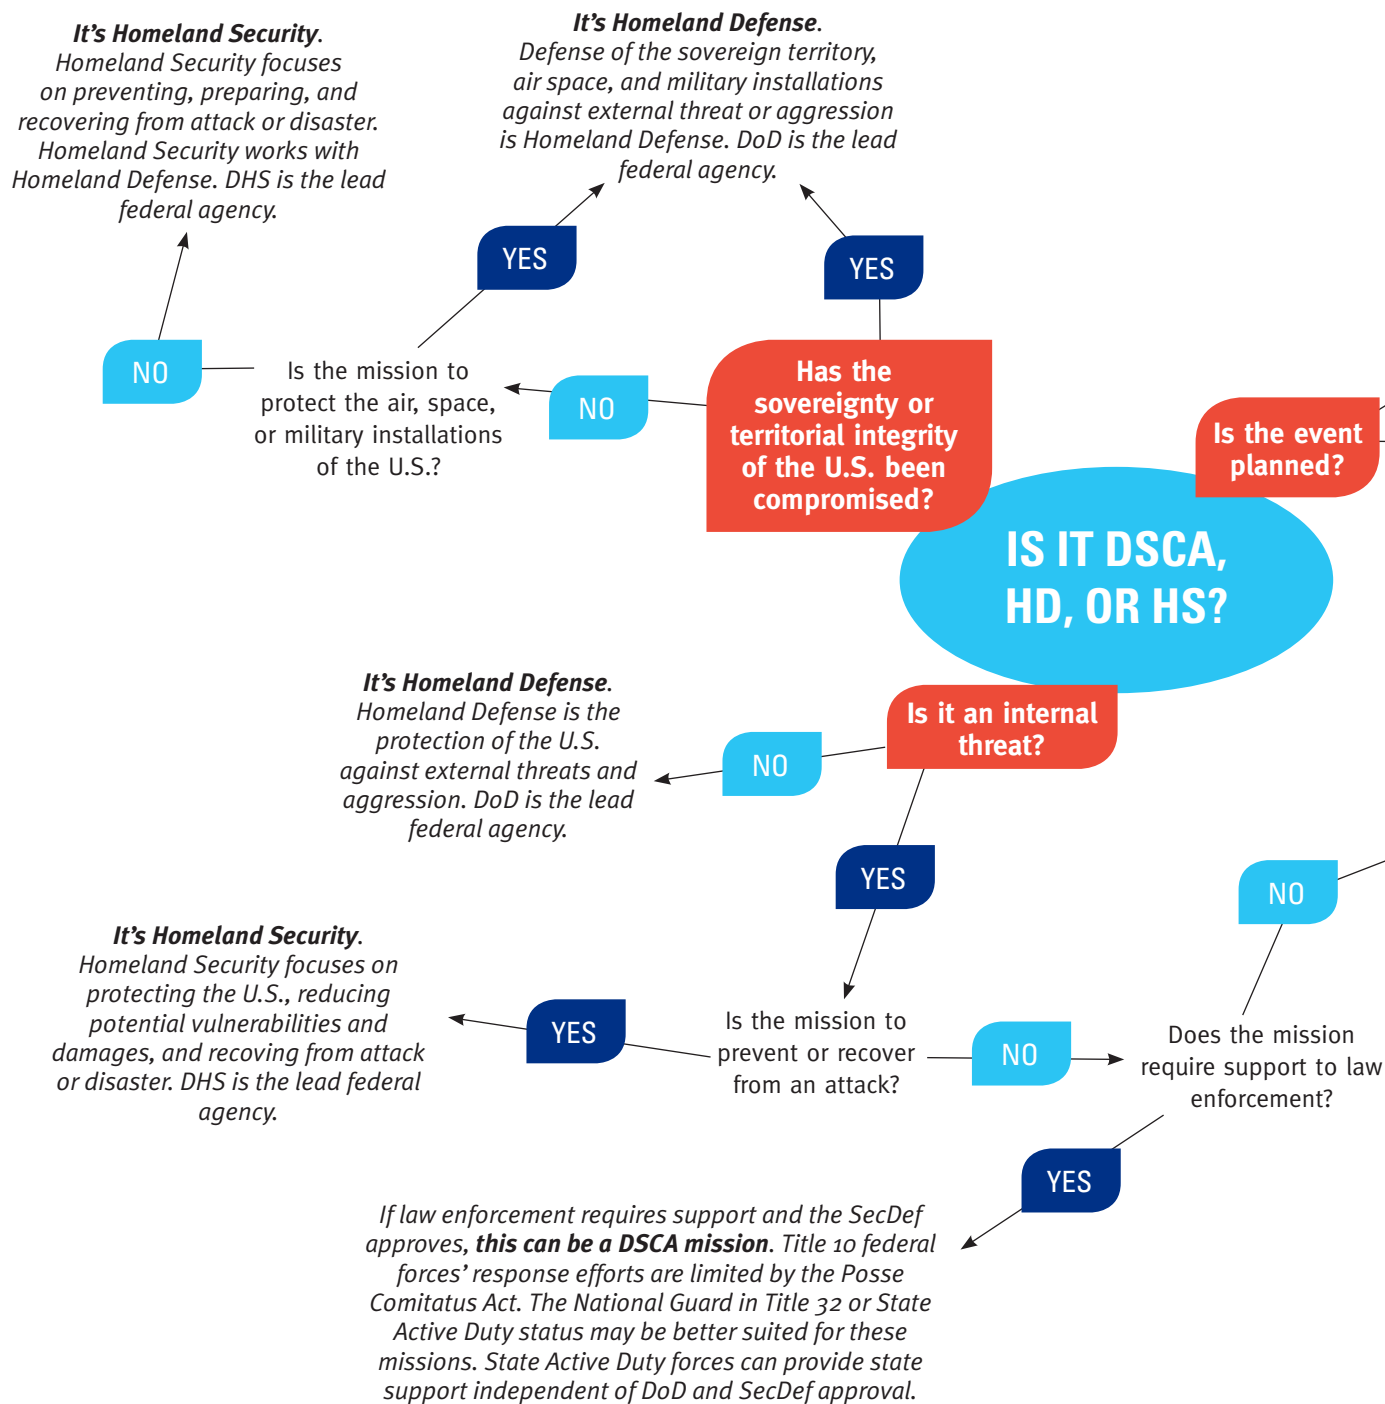 It's Homeland Security.
Homeland Security focuses
on preventing, preparing, and
recovering from attack or disaster.
Homeland Security works with
Homeland Defense. DHS is the lead
federal agency.
It's Homeland Defense.
Defense of the sovereign territory,
air space, and military installations
against external threat or aggression
is Homeland Defense. DoD is the lead
federal agency.
YES
YES
NO
Is the mission to
protect the air, space,
or military installations
of the U.S.?
NO
Has the
sovereignty or
territorial integrity
of the U.S. been
compromised?
Is the event
planned?
IS IT DSCA,
HD, OR HS?
It's Homeland Defense.
Homeland Defense is the
protection of the U.S.
against external threats and
aggression. DoD is the lead
federal agency.
NO
Is it an internal
threat?
YES
NO
It's Homeland Security.
Homeland Security focuses on
protecting the U.S., reducing
potential vulnerabilities and
damages, and recoving from attack
or disaster. DHS is the lead federal
agency.
YES
Is the mission to
prevent or recover
from an attack?
NO
Does the mission
require support to law
enforcement?
YES
If law enforcement requires support and the SecDef
approves, this can be a DSCA mission. Title 10 federal
forces' response efforts are limited by the Posse
Comitatus Act. The National Guard in Title 32 or State
Active Duty status may be better suited for these
missions. State Active Duty forces can provide state
support independent of DoD and SecDef approval.